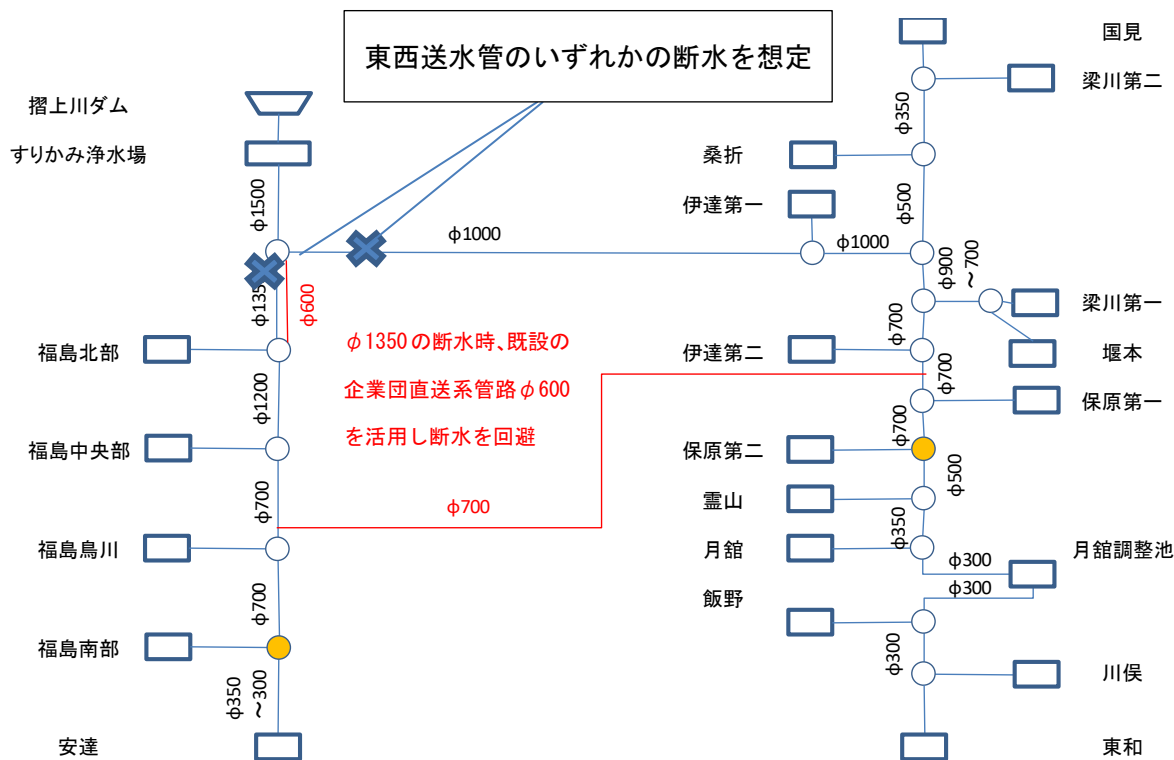 東西送水管のいずれかの断水を想定
国見
梁川第二
摺上川ダム
φ350
すりかみ浄水場
桑折
φ1500
伊達第一
φ500
φ1000
φ1000
φ900
～700
φ135
φ600
梁川第一
φ700
福島北部
φ1350の断水時、既設の
企業団直送系管路φ600
を活用し断水を回避
伊達第二
堰本
φ1200
φ700
保原第一
φ700
福島中央部
保原第二
φ500
φ700
φ700
霊山
福島鳥川
月舘
φ350
月舘調整池
φ300
φ300
φ700
飯野
福島南部
φ300
川俣
φ350
～300
安達
東和